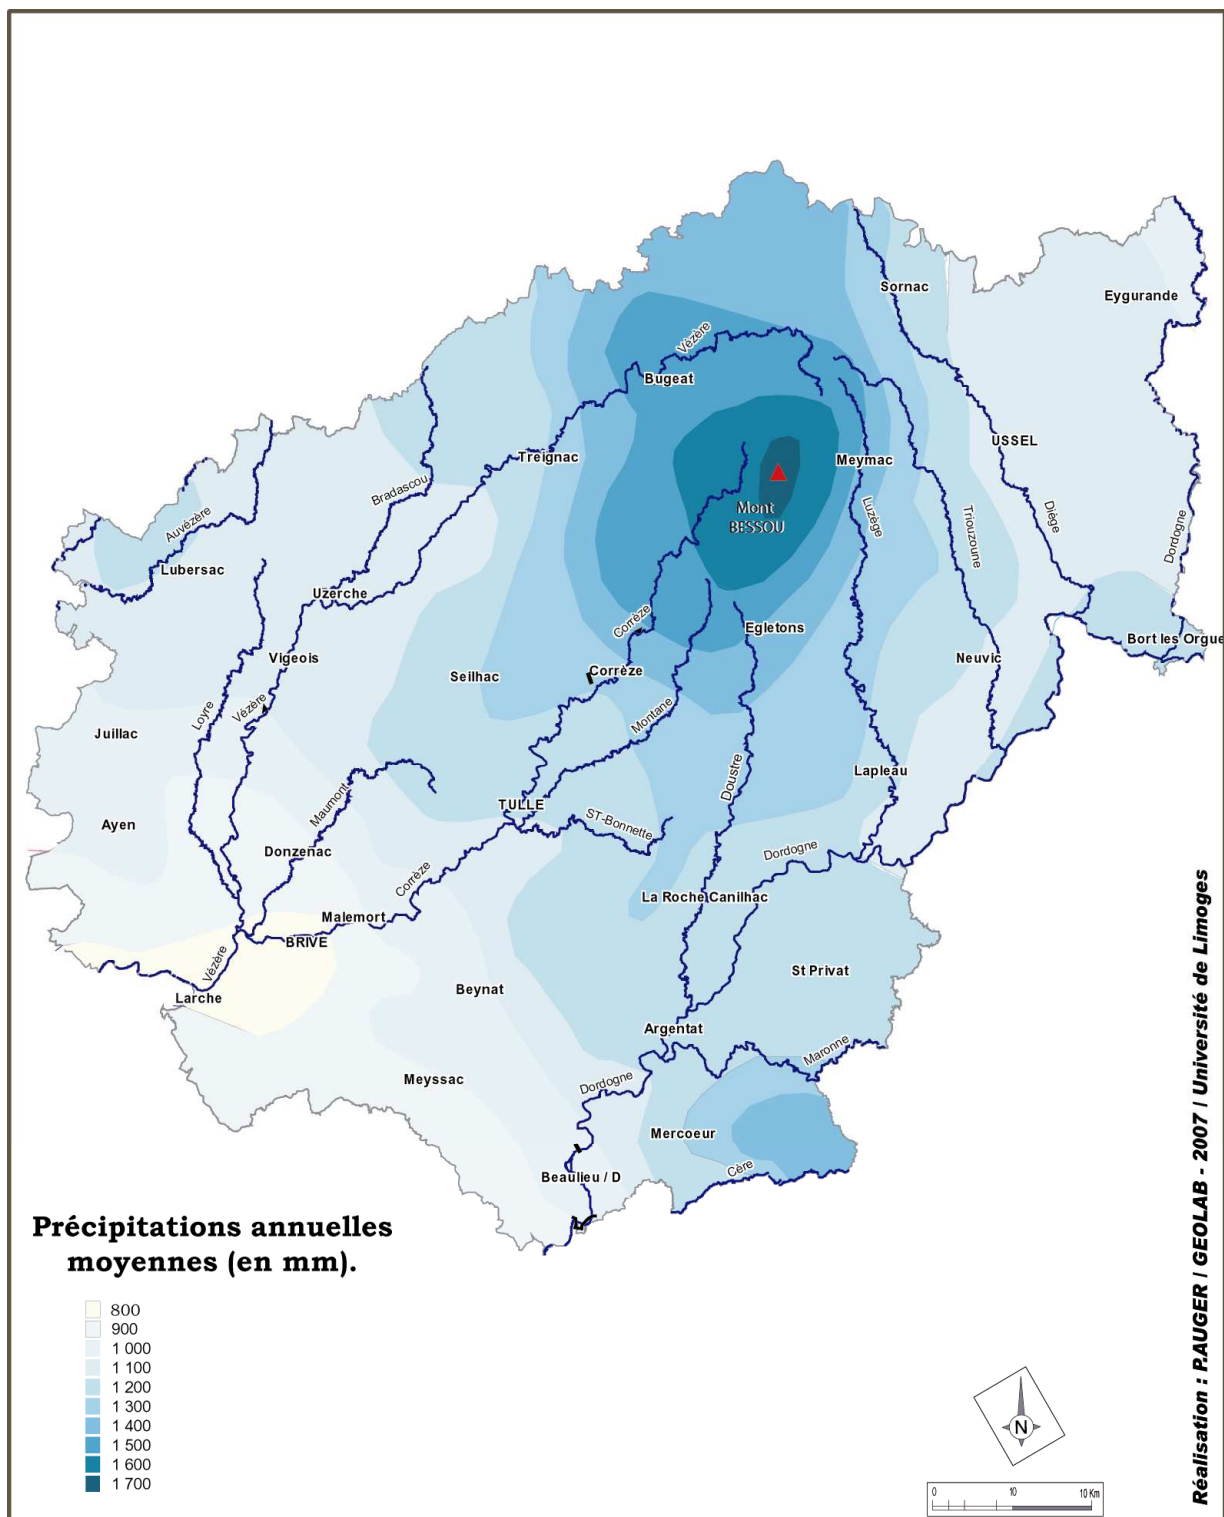 Sornac
Eygurande
Vézère
Bugeat
USSEL
Treignac
Meymac
Bradascou
Mont
BESSOU
Luzège
Triouzoune
Diège
Dordogne
Auvézère
Lubersac
Uzerche
Corrèze
Egletons
Bort les Orgue
Vigeois
Seilhac
Corrèze
Neuvic
Loyre
Vézère
Montane
Juillac
Doustre
Lapleau
Maumont
TULLE
ST-Bonnette
Ayen
Donzenac
Dordogne
Corrèze
La Roche Canilhac
Malemort
BRIVE
Vézère
St Privat
Larche
Beynat
Argentat
Maronne
Meyssac
Dordogne
Mercoeur
Cère
Beaulieu / D
Précipitations annuelles
moyennes (en mm).
800
900
1 000
1 100
1 200
1 300
1 400
1 500
1 600
1 700
N
0 10 10 Km
Réalisation : P.AUGER / GEOLAB - 2007 / Université de Limoges